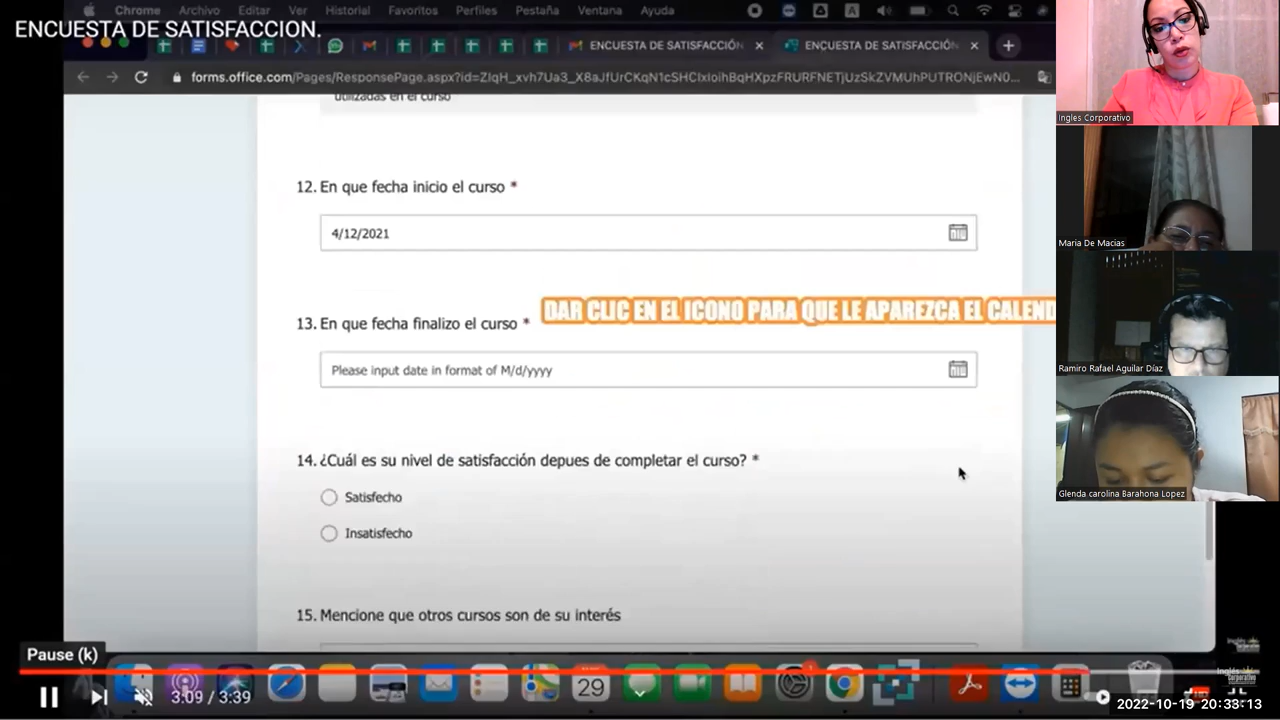 Chrome Archivo Editar Ver Historial Favoritos Perfiles Pestaña Ventana Ayuda
ENCUESTA DE SATISFACCION.
ENCUESTA DE SATISFACCIÓN
ENCUESTA DE SATISFACCIÓN
forms.office.com/Pages/ResponsePage.aspx?id=
utilizadas en el curso
12. En que fecha inicio el curso *
4/12/2021
DAR CLIC EN EL ICONO PARA QUE LE APAREZCA EL CALEND
13. En que fecha finalizo el curso *
Please input date in format of M/d/yyyy
14. ¿Cuál es su nivel de satisfacción depues de completar el curso? *
Satisfecho
Insatisfecho
15. Mencione que otros cursos son de su interés
Pause (k)
29
3:09 / 3:39
Ingles Corporativo
Maria De Macias
Ramiro Rafael Aguilar Díaz
Glenda carolina Barahona Lopez
2022-10-19 20:33:13